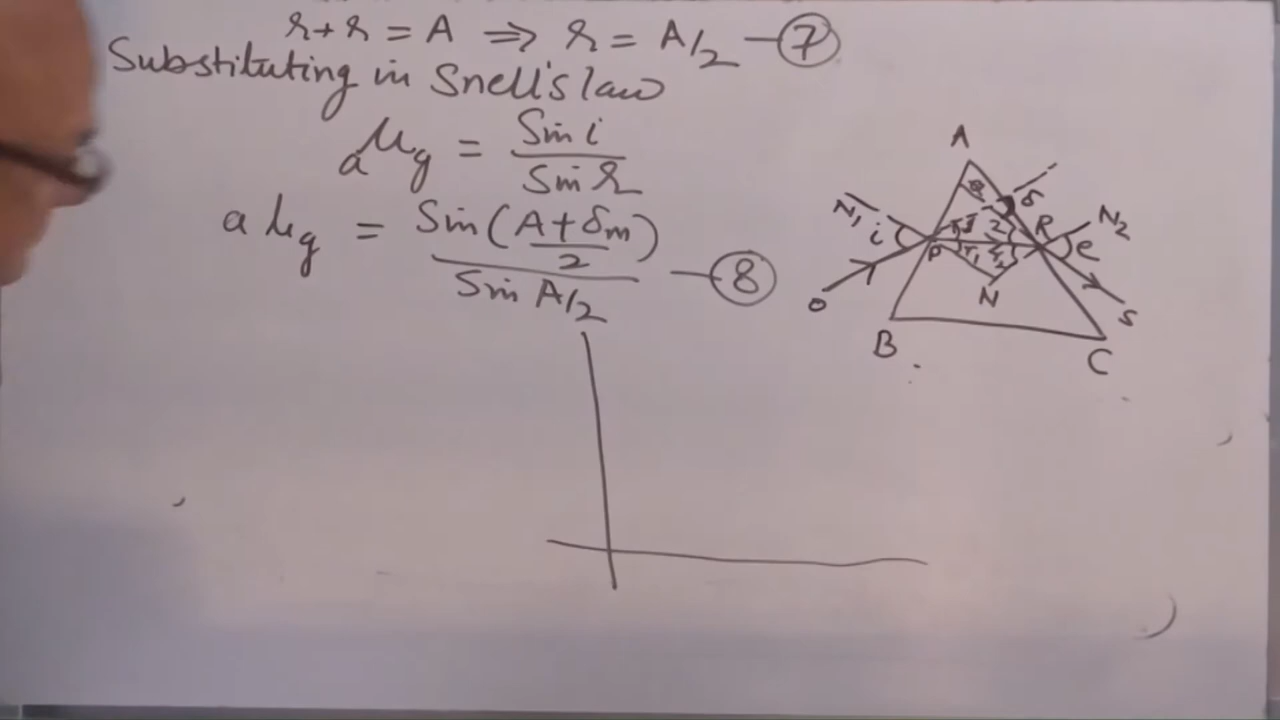 r + r = A ⇒ r = A/2 — ⑦
Substituting in Snell's law
aμg = Sin i / Sin r
aμg = Sin (A + δm / 2) / Sin A/2 — ⑧
A
δ
N1
i
N2
R
e
P
r1
r2
N
O
S
B
C